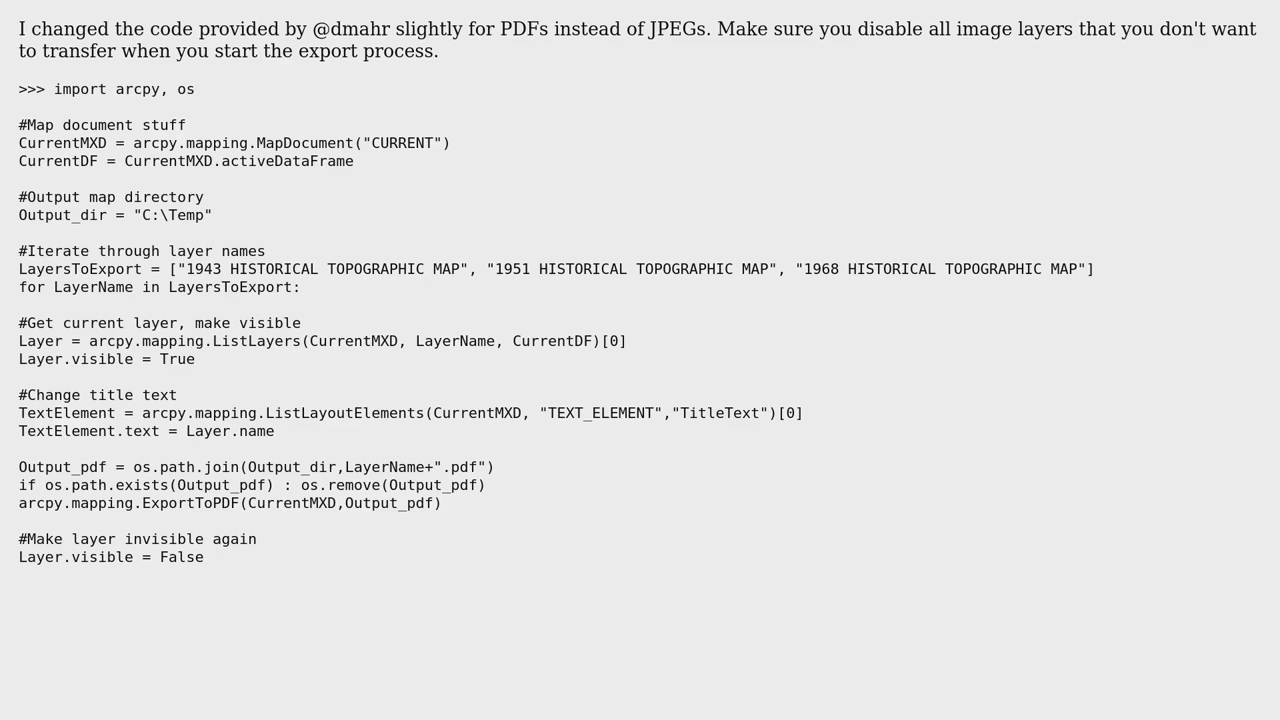 I changed the code provided by @dmahr slightly for PDFs instead of JPEGs. Make sure you disable all image layers that you don't want
to transfer when you start the export process.
>>> import arcpy, os
#Map document stuff
CurrentMXD = arcpy.mapping.MapDocument("CURRENT")
CurrentDF = CurrentMXD.activeDataFrame
#Output map directory
Output_dir = "C:\Temp"
#Iterate through layer names
LayersToExport = ["1943 HISTORICAL TOPOGRAPHIC MAP", "1951 HISTORICAL TOPOGRAPHIC MAP", "1968 HISTORICAL TOPOGRAPHIC MAP"]
for LayerName in LayersToExport:
#Get current layer, make visible
Layer = arcpy.mapping.ListLayers(CurrentMXD, LayerName, CurrentDF)[0]
Layer.visible = True
#Change title text
TextElement = arcpy.mapping.ListLayoutElements(CurrentMXD, "TEXT_ELEMENT","TitleText")[0]
TextElement.text = Layer.name
Output_pdf = os.path.join(Output_dir,LayerName+".pdf")
if os.path.exists(Output_pdf) : os.remove(Output_pdf)
arcpy.mapping.ExportToPDF(CurrentMXD,Output_pdf)
#Make layer invisible again
Layer.visible = False